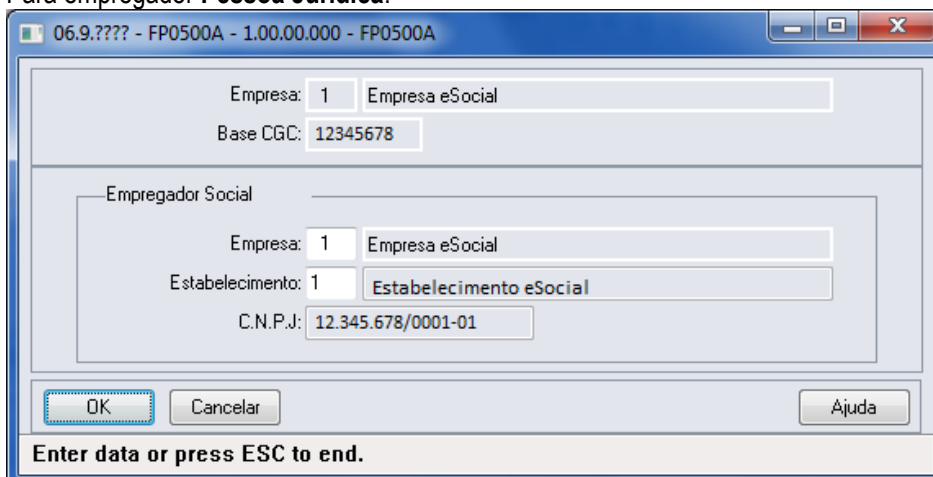 Para empregador Pessoa Jurídica:
06.9.???? - FP0500A - 1.00.00.000 - FP0500A
Empresa: 1 Empresa eSocial
Base CGC: 12345678
Empregador Social
Empresa: 1 Empresa eSocial
Estabelecimento: 1 Estabelecimento eSocial
C.N.P.J: 12.345.678/0001-01
OK Cancelar Ajuda
Enter data or press ESC to end.